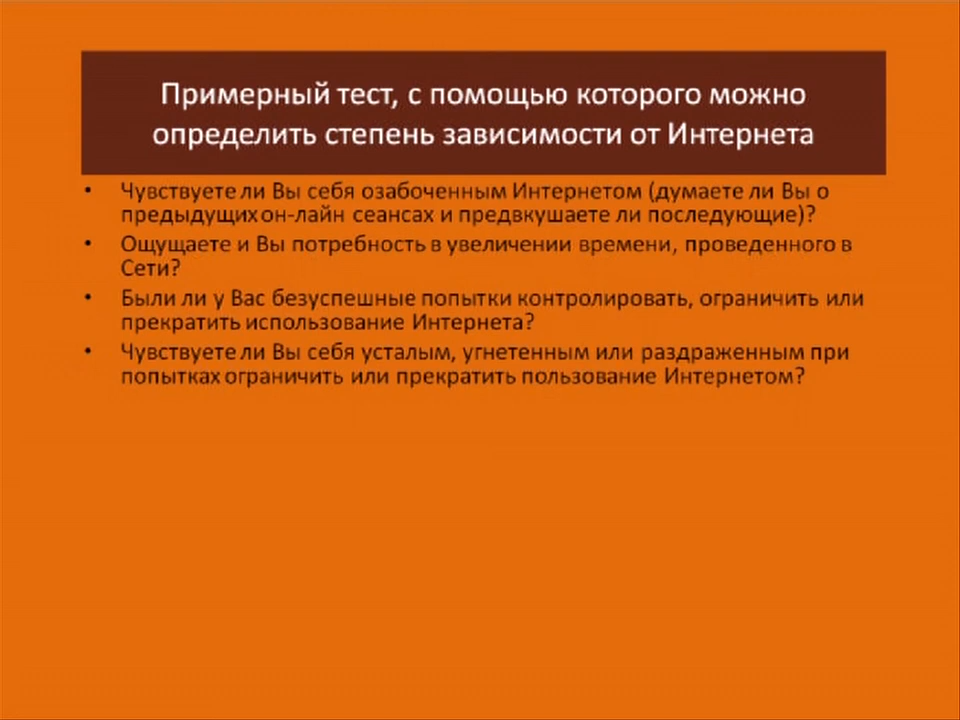 Примерный тест, с помощью которого можно
определить степень зависимости от Интернета
• Чувствуете ли Вы себя озабоченным Интернетом (думаете ли Вы о
предыдущих он-лайн сеансах и предвкушаете ли последующие)?
• Ощущаете и Вы потребность в увеличении времени, проведенного в
Сети?
• Были ли у Вас безуспешные попытки контролировать, ограничить или
прекратить использование Интернета?
• Чувствуете ли Вы себя усталым, угнетенным или раздраженным при
попытках ограничить или прекратить пользование Интернетом?